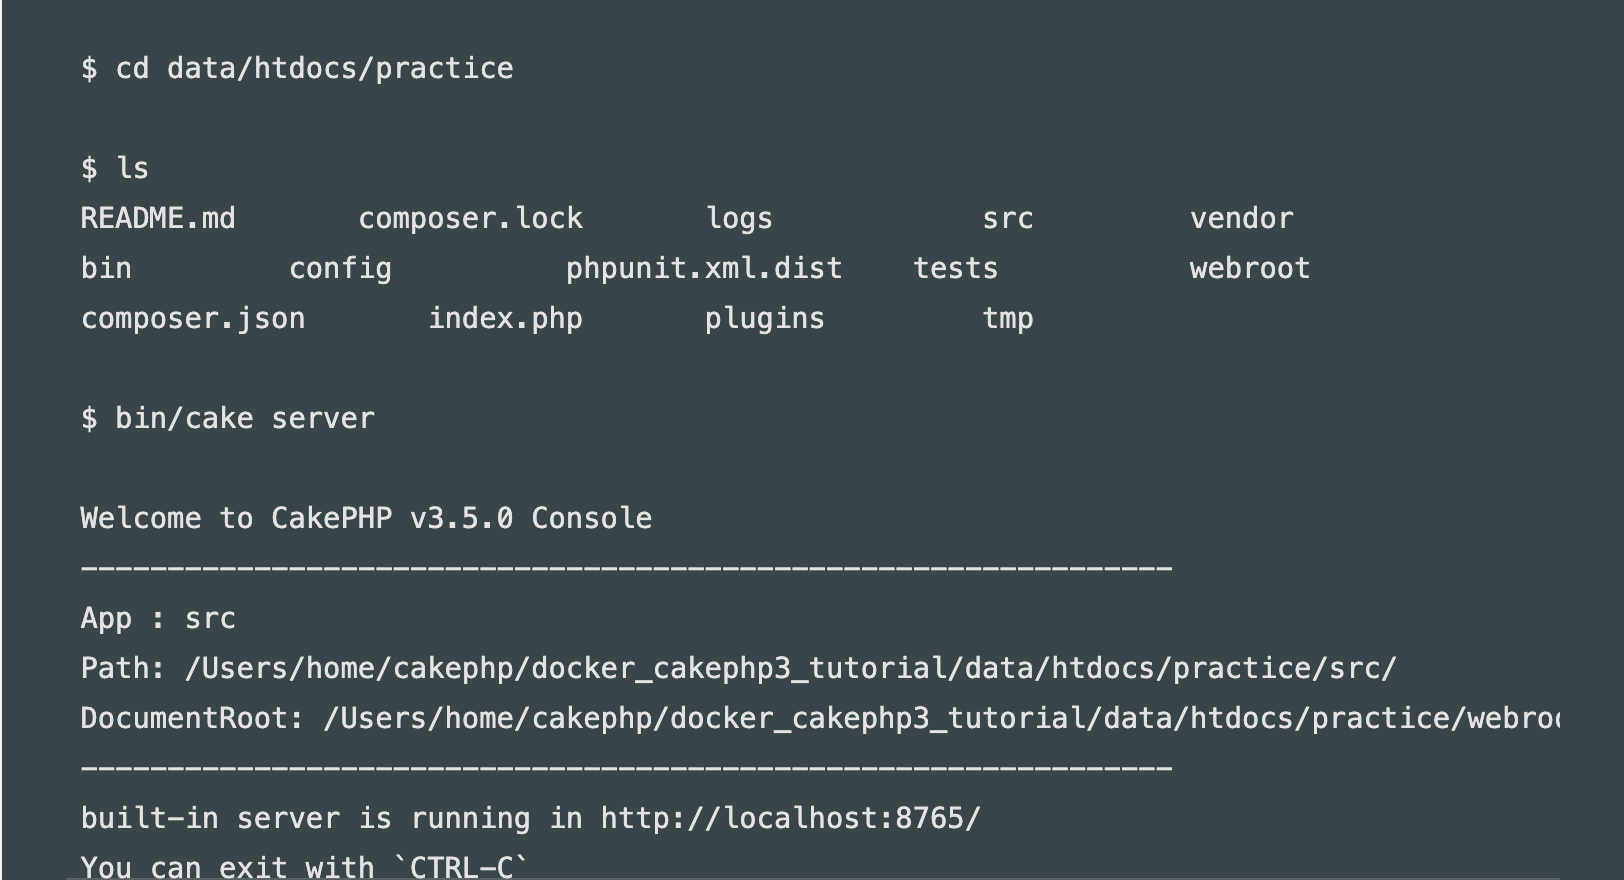 $ cd data/htdocs/practice
$ ls
README.md       composer.lock       logs            src         vendor
bin         config          phpunit.xml.dist    tests           webroot
composer.json       index.php       plugins         tmp
$ bin/cake server
Welcome to CakePHP v3.5.0 Console
---------------------------------------------------------------
App : src
Path: /Users/home/cakephp/docker_cakephp3_tutorial/data/htdocs/practice/src/
DocumentRoot: /Users/home/cakephp/docker_cakephp3_tutorial/data/htdocs/practice/webroo
---------------------------------------------------------------
built-in server is running in http://localhost:8765/
You can exit with `CTRL-C`